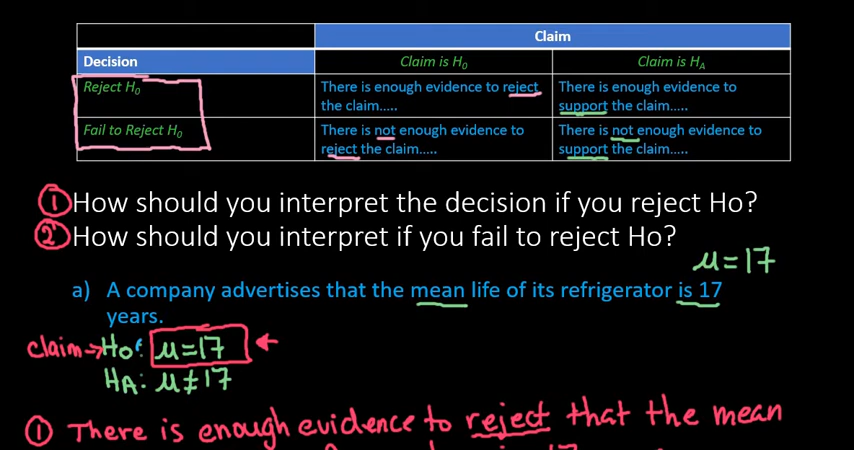 Claim
Decision Claim is H0 Claim is HA
Reject H0 There is enough evidence to reject There is enough evidence to
the claim..... support the claim.....
Fail to Reject H0 There is not enough evidence to There is not enough evidence to
reject the claim..... support the claim.....
① How should you interpret the decision if you reject Ho?
② How should you interpret if you fail to reject Ho?
μ=17
a) A company advertises that the mean life of its refrigerator is 17
years.
claim→Ho: μ=17 ←
HA: μ≠17
① There is enough evidence to reject that the mean